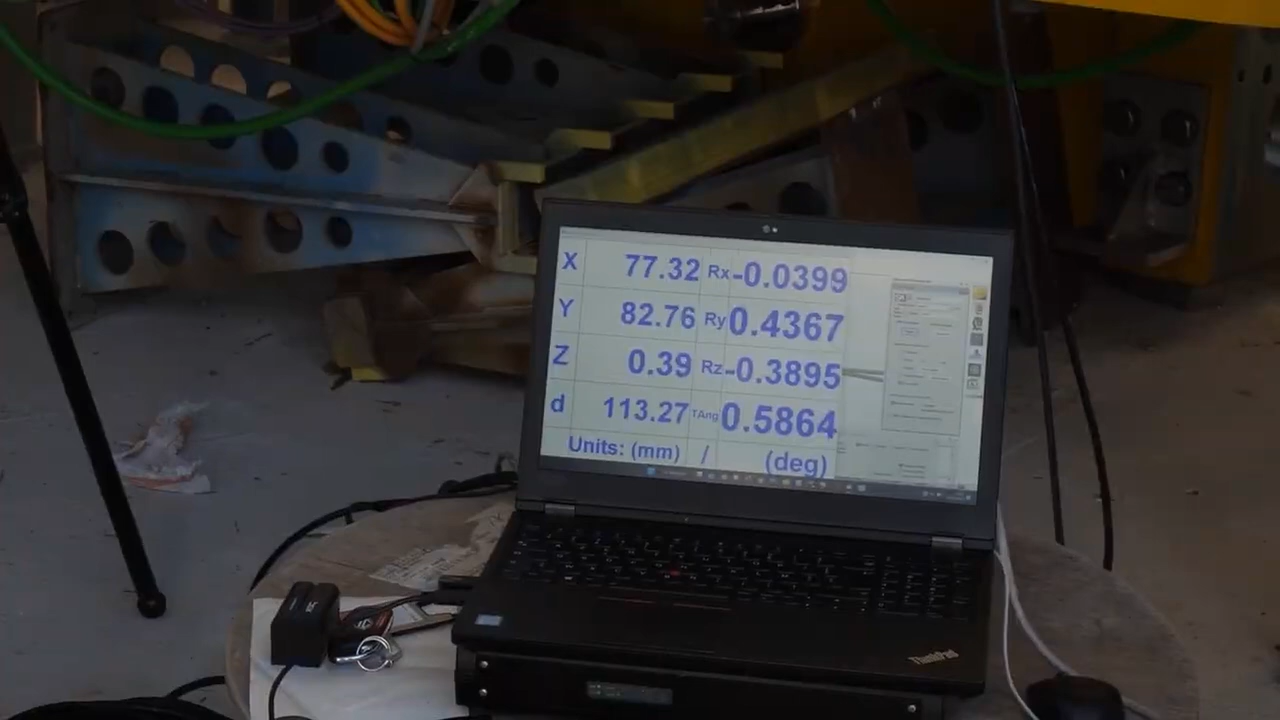 X 77.32 Rx -0.0399
Y 82.76 Ry 0.4367
Z 0.39 Rz -0.3895
d 113.27 TAng 0.5864
Units: (mm) / (deg)
ThinkPad